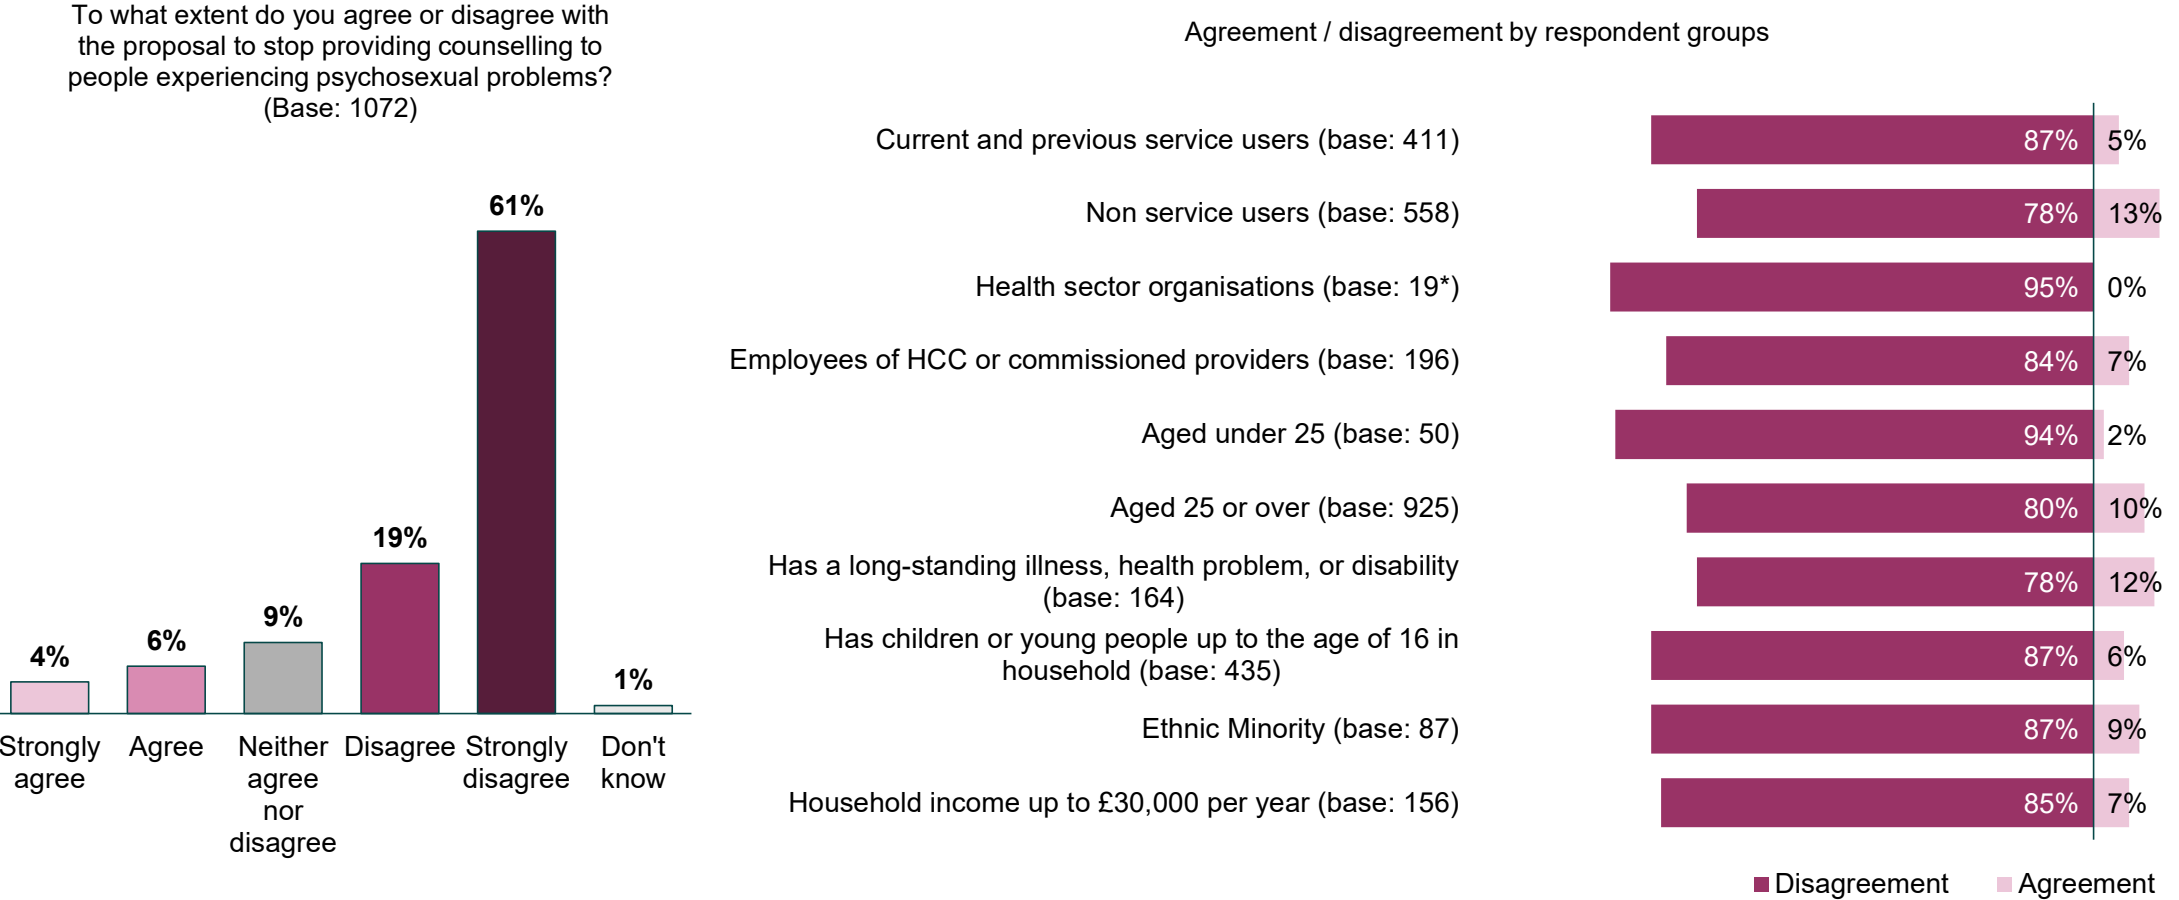 To what extent do you agree or disagree with
the proposal to stop providing counselling to
people experiencing psychosexual problems?
(Base: 1072)
61%
19%
9%
6%
4%
1%
Strongly
agree
Agree
Neither
agree
nor
disagree
Disagree
Strongly
disagree
Don't
know
Agreement / disagreement by respondent groups
Current and previous service users (base: 411)
87% 5%
Non service users (base: 558)
78% 13%
Health sector organisations (base: 19*)
95% 0%
Employees of HCC or commissioned providers (base: 196)
84% 7%
Aged under 25 (base: 50)
94% 2%
Aged 25 or over (base: 925)
80% 10%
Has a long-standing illness, health problem, or disability
(base: 164)
78% 12%
Has children or young people up to the age of 16 in
household (base: 435)
87% 6%
Ethnic Minority (base: 87)
87% 9%
Household income up to £30,000 per year (base: 156)
85% 7%
Disagreement Agreement